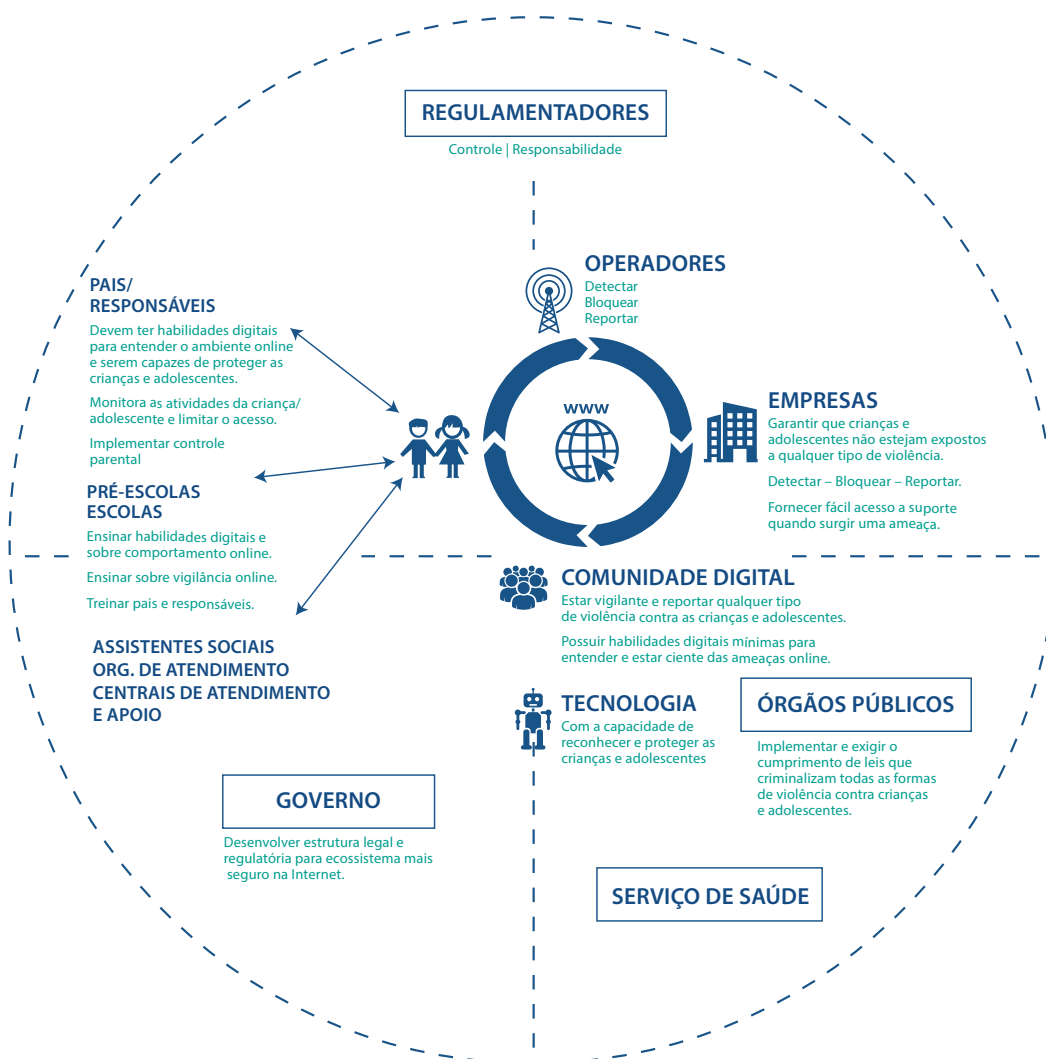 REGULAMENTADORES
Controle | Responsabilidade
OPERADORES
Detectar
Bloquear
Reportar
PAIS/
RESPONSÁVEIS
Devem ter habilidades digitais
para entender o ambiente online
e serem capazes de proteger as
crianças e adolescentes.
Monitora as atividades da criança/
adolescente e limitar o acesso.
Implementar controle
parental
www
EMPRESAS
Garantir que crianças e
adolescentes não estejam expostos
a qualquer tipo de violência.
Detectar – Bloquear – Reportar.
Fornecer fácil acesso a suporte
quando surgir uma ameaça.
PRÉ-ESCOLAS
ESCOLAS
Ensinar habilidades digitais e
sobre comportamento online.
Ensinar sobre vigilância online.
Treinar pais e responsáveis.
COMUNIDADE DIGITAL
Estar vigilante e reportar qualquer tipo
de violência contra as crianças e adolescentes.
Possuir habilidades digitais mínimas para
entender e estar ciente das ameaças online.
ASSISTENTES SOCIAIS
ORG. DE ATENDIMENTO
CENTRAIS DE ATENDIMENTO
E APOIO
TECNOLOGIA
Com a capacidade de
reconhecer e proteger as
crianças e adolescentes
ÓRGÃOS PÚBLICOS
Implementar e exigir o
cumprimento de leis que
criminalizam todas as formas
de violência contra crianças
e adolescentes.
GOVERNO
Desenvolver estrutura legal e
regulatória para ecossistema mais
seguro na Internet.
SERVIÇO DE SAÚDE